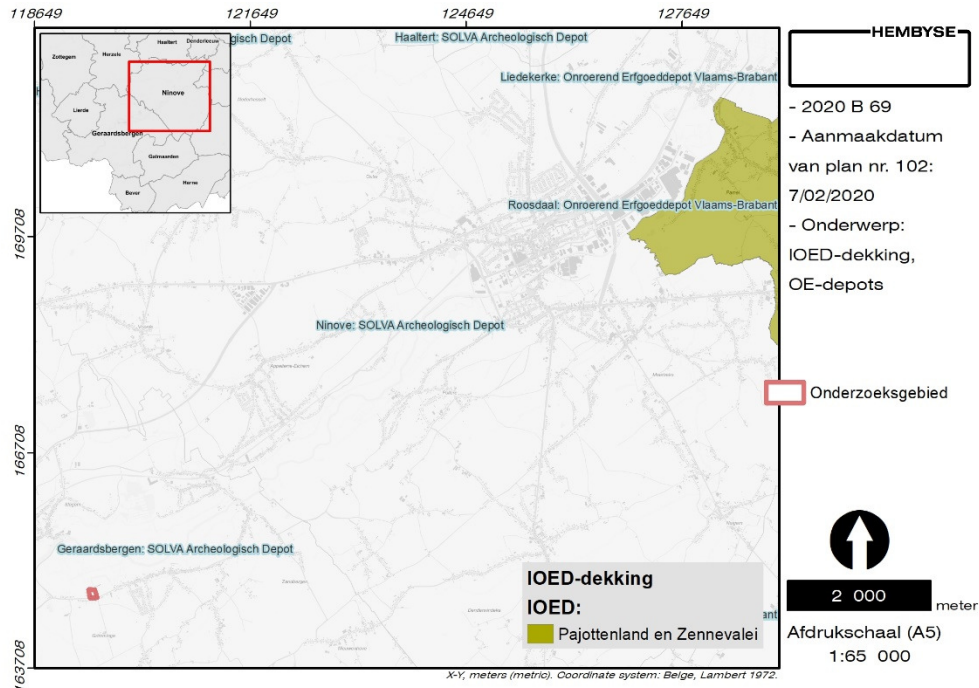 118649 121649 124649 127649
169708
166708
163708
Zottegem
Herzele
Haaltert
Denderleeuw
Ninove
Lierde
Geraardsbergen
Galmaarden
Bever
Herne
gisch Depot
Haaltert: SOLVA Archeologisch Depot
Liedekerke: Onroerend Erfgoeddepot Vlaams-Brabant
Roosdaal: Onroerend Erfgoeddepot Vlaams-Brabant
Ninove: SOLVA Archeologisch Depot
Geraardsbergen: SOLVA Archeologisch Depot
IOED-dekking
IOED:
Pajottenland en Zennevalei
X-Y, meters (metric). Coordinate system: Belge, Lambert 1972.
HEMBYSE
- 2020 B 69
- Aanmaakdatum
van plan nr. 102:
7/02/2020
- Onderwerp:
IOED-dekking,
OE-depots
Onderzoeksgebied
2 000 meter
Afdrukschaal (A5)
1:65 000